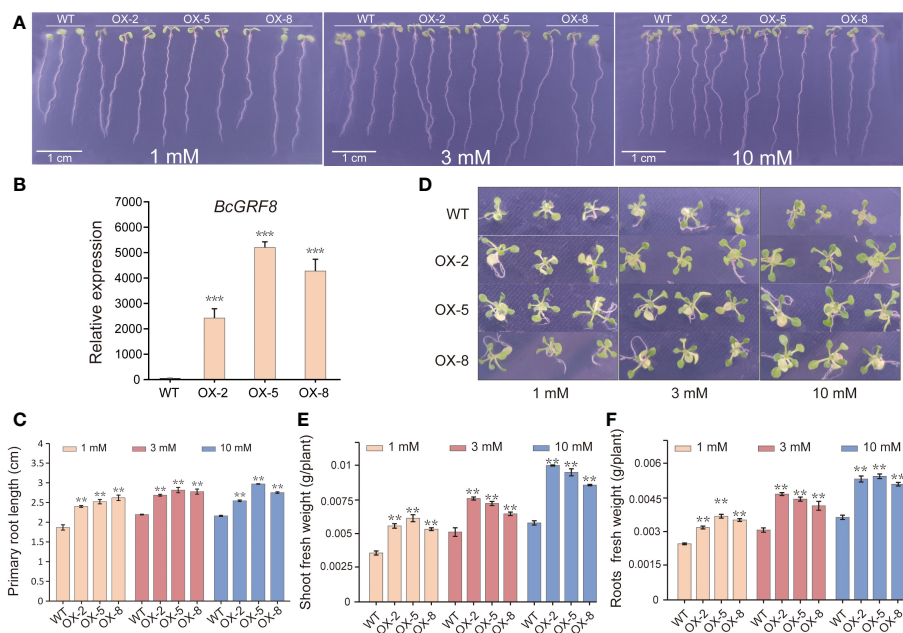 A
WT OX-2 OX-5 OX-8
WT OX-2 OX-5 OX-8
WT OX-2 OX-5 OX-8
1 cm 1 mM
1 cm 3 mM
1 cm 10 mM
B
BcGRF8
Relative expression
7000
6000
5000
4000
3000
2000
1000
0
***
***
***
WT OX-2 OX-5 OX-8
D
WT
OX-2
OX-5
OX-8
1 mM 3 mM 10 mM
C
1 mM 3 mM 10 mM
Primary root length (cm)
4
3.5
3
2.5
2
1.5
1
0.5
0
** ** ** ** ** ** ** ** **
WT OX-2 OX-5 OX-8 WT OX-2 OX-5 OX-8 WT OX-2 OX-5 OX-8
E
1 mM 3 mM 10 mM
Shoot fresh weight (g/plant)
0.01
0.0075
0.005
0.0025
0
** ** ** ** ** ** ** ** **
WT OX-2 OX-5 OX-8 WT OX-2 OX-5 OX-8 WT OX-2 OX-5 OX-8
F
1 mM 3 mM 10 mM
Roots fresh weight (g/plant)
0.006
0.0045
0.003
0.0015
0
** ** ** ** ** ** ** ** **
WT OX-2 OX-5 OX-8 WT OX-2 OX-5 OX-8 WT OX-2 OX-5 OX-8